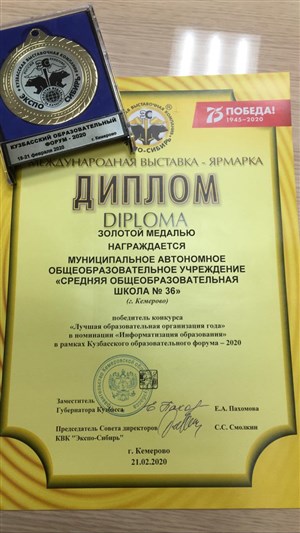 ЭКСПО СИБИРЬ
КУЗБАССКИЙ ОБРАЗОВАТЕЛЬНЫЙ
ФОРУМ - 2020
г. Кемерово
ПОБЕДА!
1945-2020
МЕЖДУНАРОДНАЯ ВЫСТАВКА - ЯРМАРКА
ДИПЛОМ
DIPLOMA
ЗОЛОТОЙ МЕДАЛЬЮ
НАГРАЖДАЕТСЯ
МУНИЦИПАЛЬНОЕ АВТОНОМНОЕ
ОБЩЕОБРАЗОВАТЕЛЬНОЕ УЧРЕЖДЕНИЕ
«СРЕДНЯЯ ОБЩЕОБРАЗОВАТЕЛЬНАЯ
ШКОЛА № 36»
(г. Кемерово)
победитель конкурса
«Лучшая образовательная организация года»
в номинации «Информатизация образования»
в рамках Кузбасского образовательного форума – 2020
Заместитель
Губернатора Кузбасса
Е.А. Пахомова
Председатель Совета директоров
КВК "Экспо-Сибирь"
С.С. Смолкин
г. Кемерово
21.02.2020